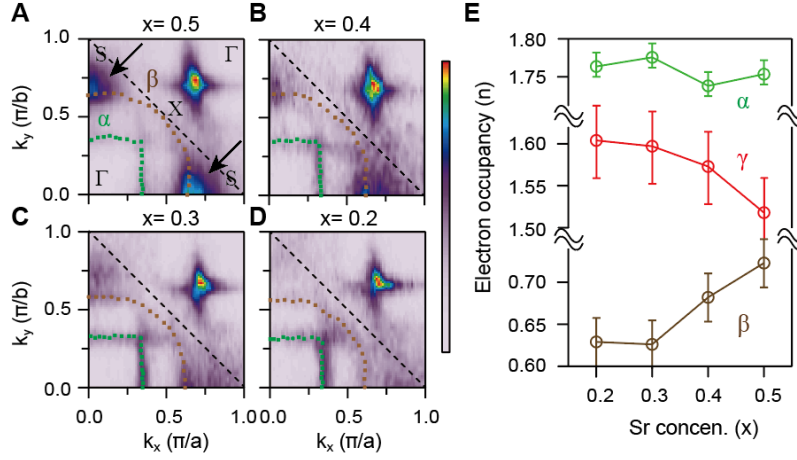 A
x= 0.5
B
x= 0.4
1.0
S
β
Γ
k_y (π/b)
0.5
X
α
Γ
S
0.0
C
x= 0.3
D
x= 0.2
1.0
k_y (π/b)
0.5
0.0
0.0
0.5
1.0
0.0
0.5
1.0
k_x (π/a)
k_x (π/a)
E
1.80
1.75
α
1.60
γ
1.55
1.50
Electron occupancy (n)
0.70
β
0.65
0.60
0.2
0.3
0.4
0.5
Sr concen. (x)